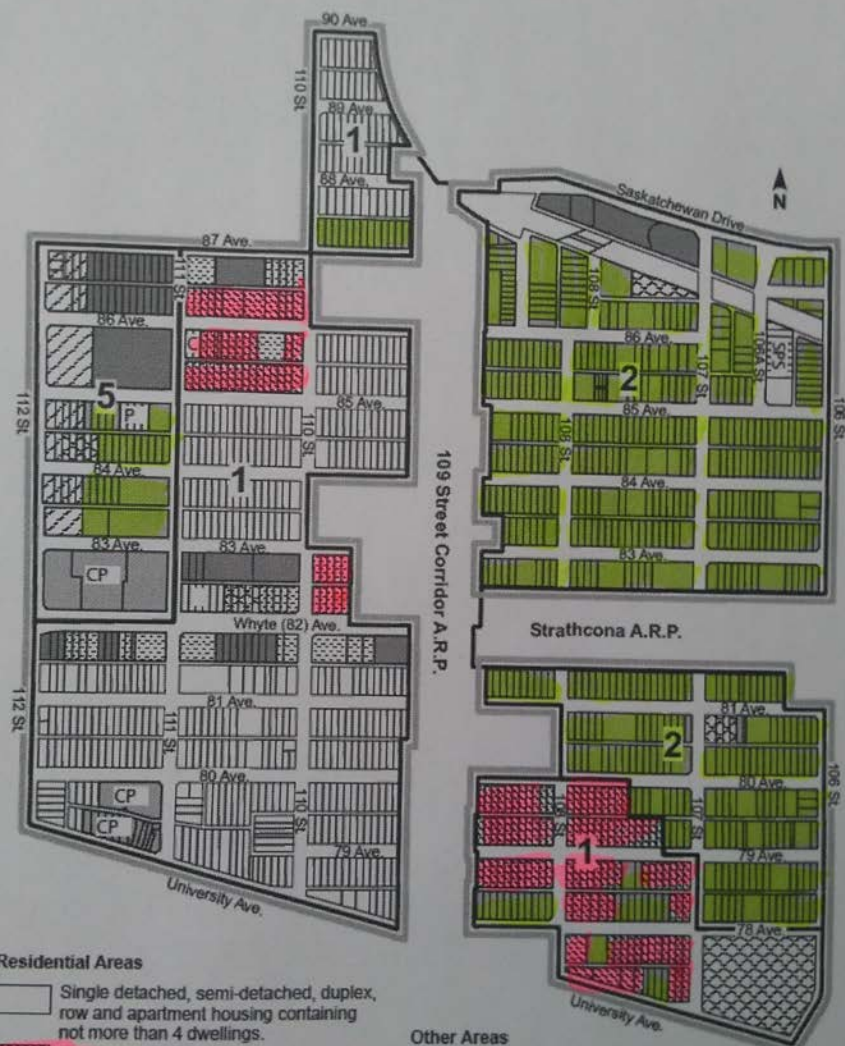 90 Ave.
110 St.
89 Ave.
1
88 Ave.
Saskatchewan Drive
N
87 Ave.
111 St.
108 St.
86 Ave.
86 Ave.
107 St.
106A St.
SPS
2
5
P
85 Ave.
85 Ave.
112 St.
110 St.
108 St.
106 St.
84 Ave.
1
84 Ave.
109 Street Corridor A.R.P.
83 Ave.
83 Ave.
83 Ave.
CP
Whyte (82) Ave.
Strathcona A.R.P.
112 St.
81 Ave.
81 Ave.
111 St.
2
80 Ave.
80 Ave.
106 St.
CP
CP
110 St.
107 St.
1
79 Ave.
79 Ave.
University Ave.
78 Ave.
University Ave.
Residential Areas
Single detached, semi-detached, duplex,
row and apartment housing containing
not more than 4 dwellings.
Other Areas